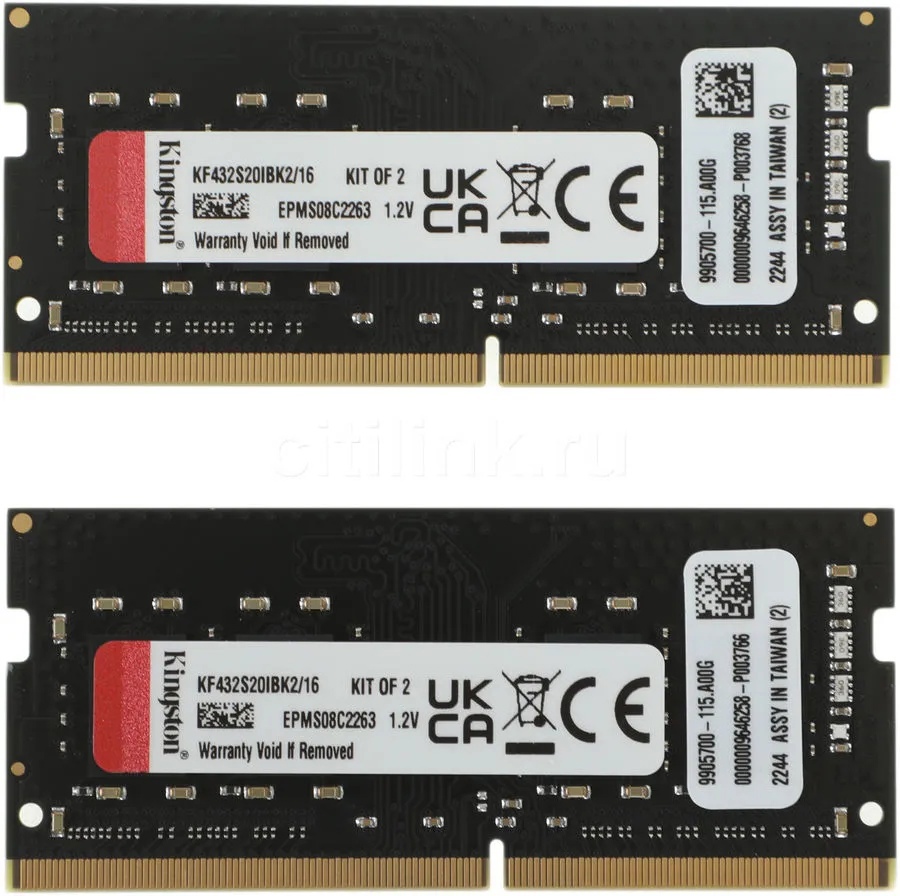 Kingston
KF432S20IBK2/16 KIT OF 2
EPMS08C2263 1.2V
Warranty Void If Removed
UK
CA
CE
9905700-115.A00G
0000009646258-P003768
2244 ASSY IN TAIWAN (2)
citilink.ru
Kingston
KF432S20IBK2/16 KIT OF 2
EPMS08C2263 1.2V
Warranty Void If Removed
UK
CA
CE
9905700-115.A00G
0000009646258-P003766
2244 ASSY IN TAIWAN (2)